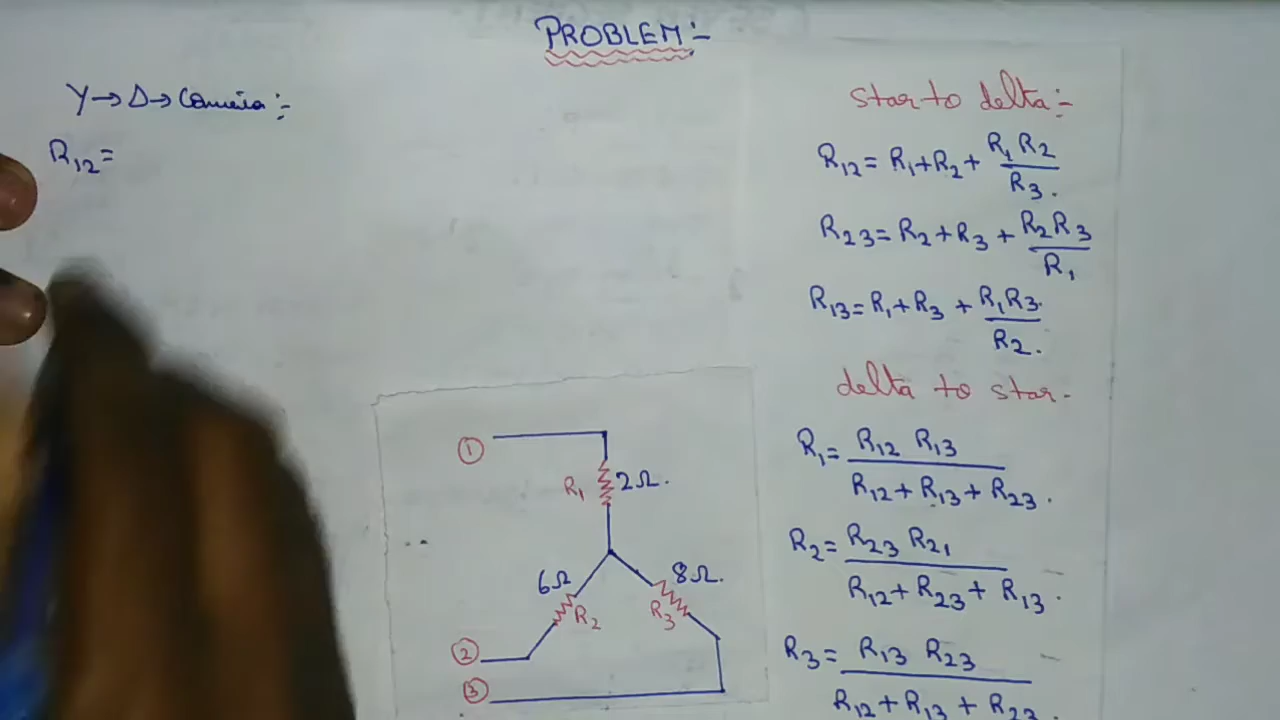 PROBLEM:-
Y→Δ→Conversion:-
R₁₂=
star to delta:-
R₁₂= R₁+R₂+ R₁R₂/R₃.
R₂₃= R₂+R₃ + R₂R₃/R₁
R₁₃= R₁+R₃ + R₁R₃/R₂.
delta to star-
R₁= R₁₂ R₁₃/R₁₂+R₁₃+R₂₃.
R₂= R₂₃ R₂₁/R₁₂+R₂₃+R₁₃.
R₃= R₁₃ R₂₃/R₁₂+R₁₃+R₂₃.
①
R₁ 2Ω.
6Ω 8Ω.
R₂ R₃
②
③